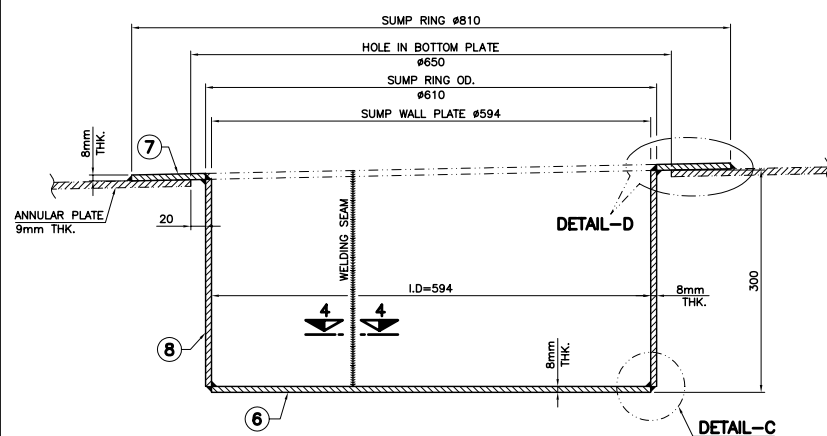 SUMP RING ø810
HOLE IN BOTTOM PLATE
ø650
SUMP RING OD.
ø610
SUMP WALL PLATE ø594
8mm
THK.
7
ANNULAR PLATE
9mm THK.
20
WELDING SEAM
DETAIL-D
I.D=594
8mm
THK.
300
4
4
8
8mm
THK.
6
DETAIL-C